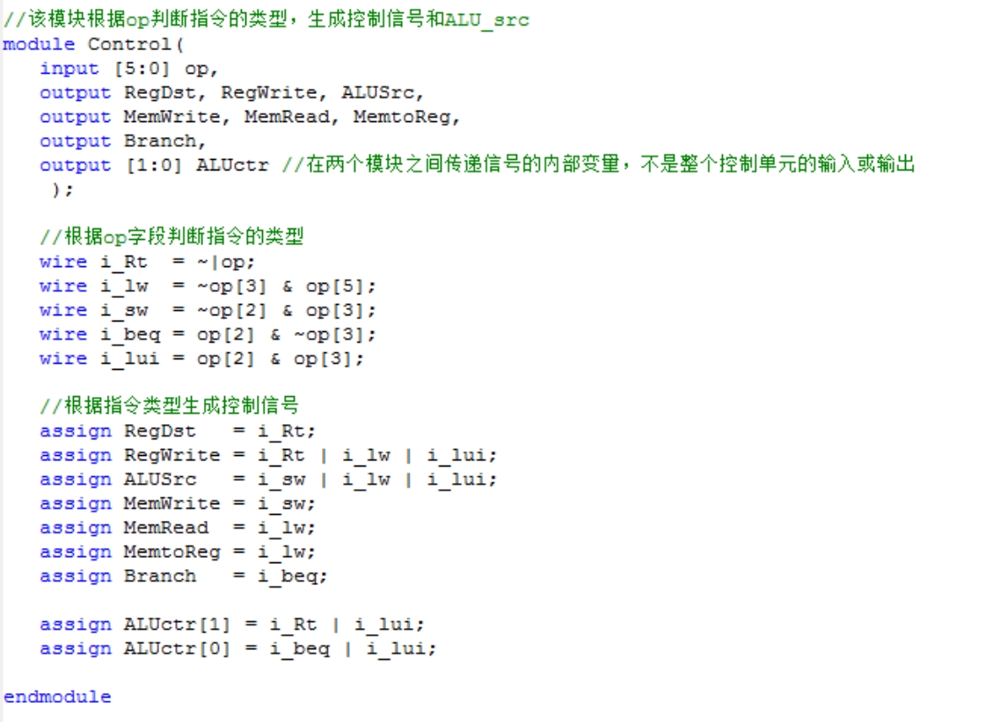 //该模块根据op判断指令的类型，生成控制信号和ALU_src
module Control(
input [5:0] op,
output RegDst, RegWrite, ALUSrc,
output MemWrite, MemRead, MemtoReg,
output Branch,
output [1:0] ALUctr //在两个模块之间传递信号的内部变量，不是整个控制单元的输入或输出
);
//根据op字段判断指令的类型
wire i_Rt  = ~|op;
wire i_lw  = ~op[3] & op[5];
wire i_sw  = ~op[2] & op[3];
wire i_beq = op[2] & ~op[3];
wire i_lui = op[2] & op[3];
//根据指令类型生成控制信号
assign RegDst   = i_Rt;
assign RegWrite = i_Rt | i_lw | i_lui;
assign ALUSrc   = i_sw | i_lw | i_lui;
assign MemWrite = i_sw;
assign MemRead  = i_lw;
assign MemtoReg = i_lw;
assign Branch   = i_beq;
assign ALUctr[1] = i_Rt | i_lui;
assign ALUctr[0] = i_beq | i_lui;
endmodule